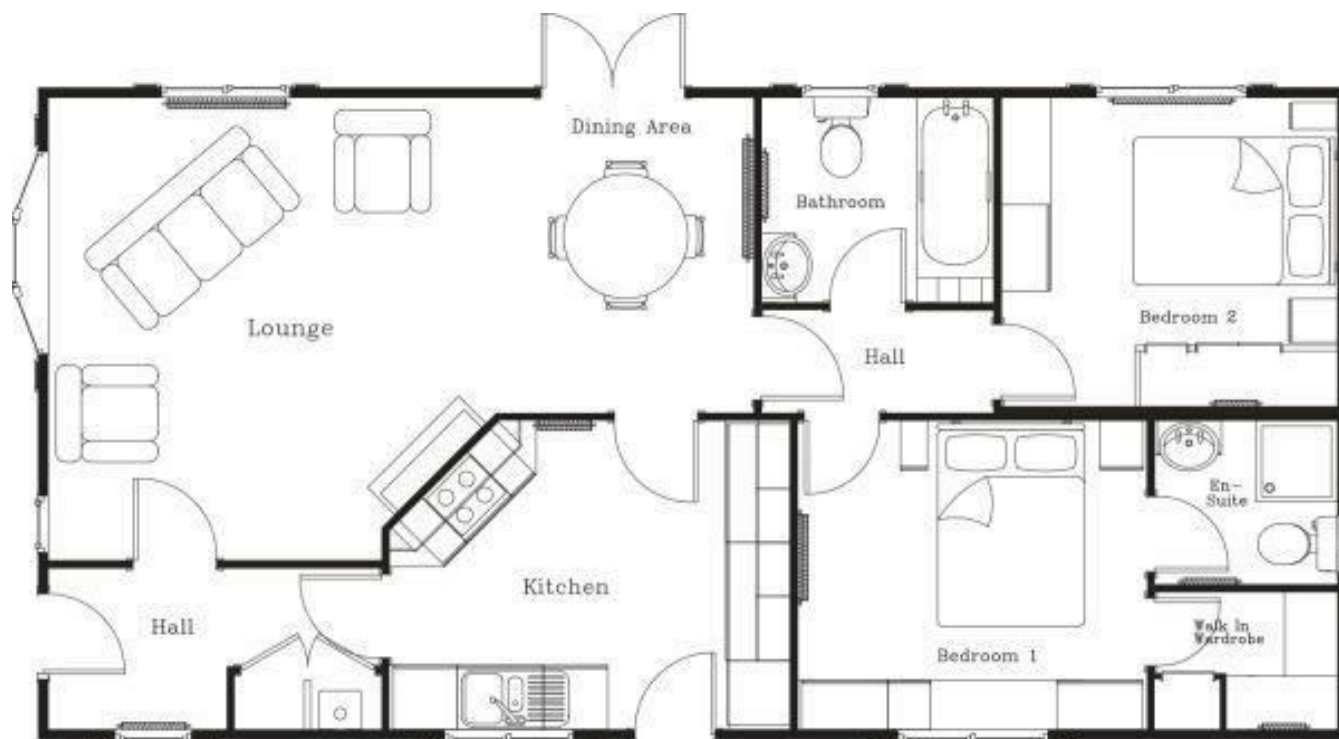 Dining Area
Bathroom
Lounge
Hall
Bedroom 2
En-
Suite
Kitchen
Hall
Walk In
Wardrobe
Bedroom 1